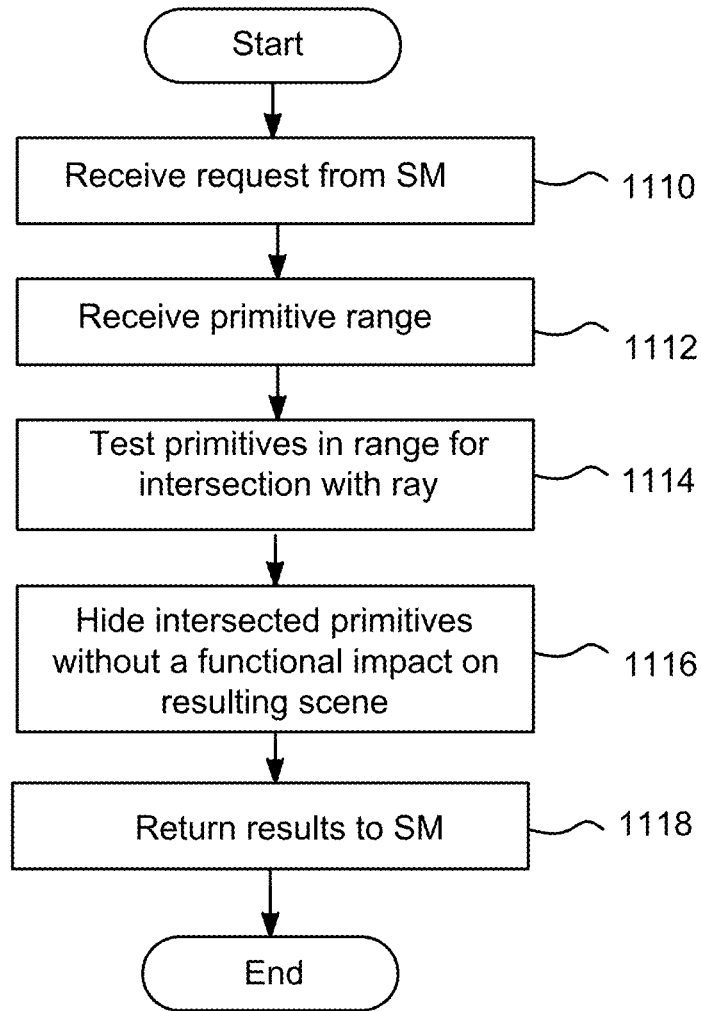 Start
Receive request from SM
1110
Receive primitive range
1112
Test primitives in range for
intersection with ray
1114
Hide intersected primitives
without a functional impact on
resulting scene
1116
Return results to SM
1118
End